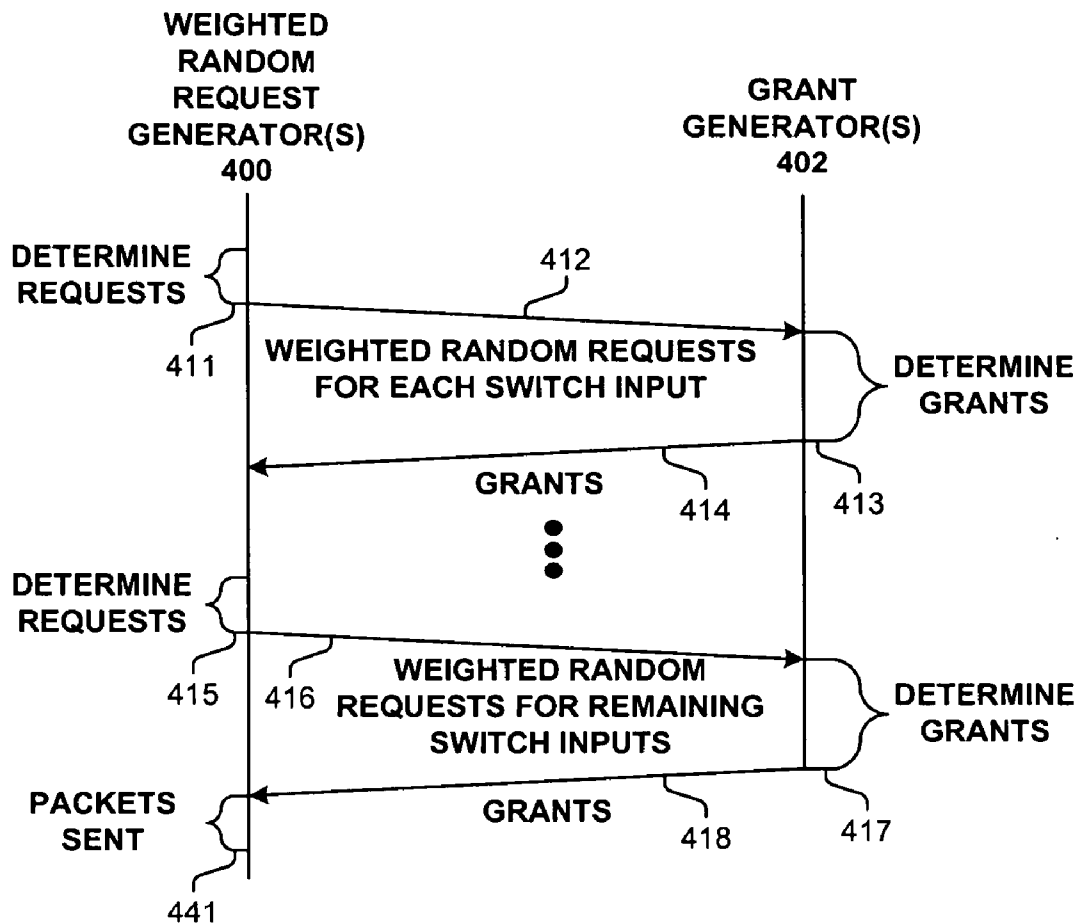 WEIGHTED
RANDOM
REQUEST
GENERATOR(S)
400
GRANT
GENERATOR(S)
402
DETERMINE
REQUESTS
411
412
WEIGHTED RANDOM REQUESTS
FOR EACH SWITCH INPUT
DETERMINE
GRANTS
GRANTS
414
413
DETERMINE
REQUESTS
415
416
WEIGHTED RANDOM
REQUESTS FOR REMAINING
SWITCH INPUTS
DETERMINE
GRANTS
PACKETS
SENT
GRANTS
418
417
441